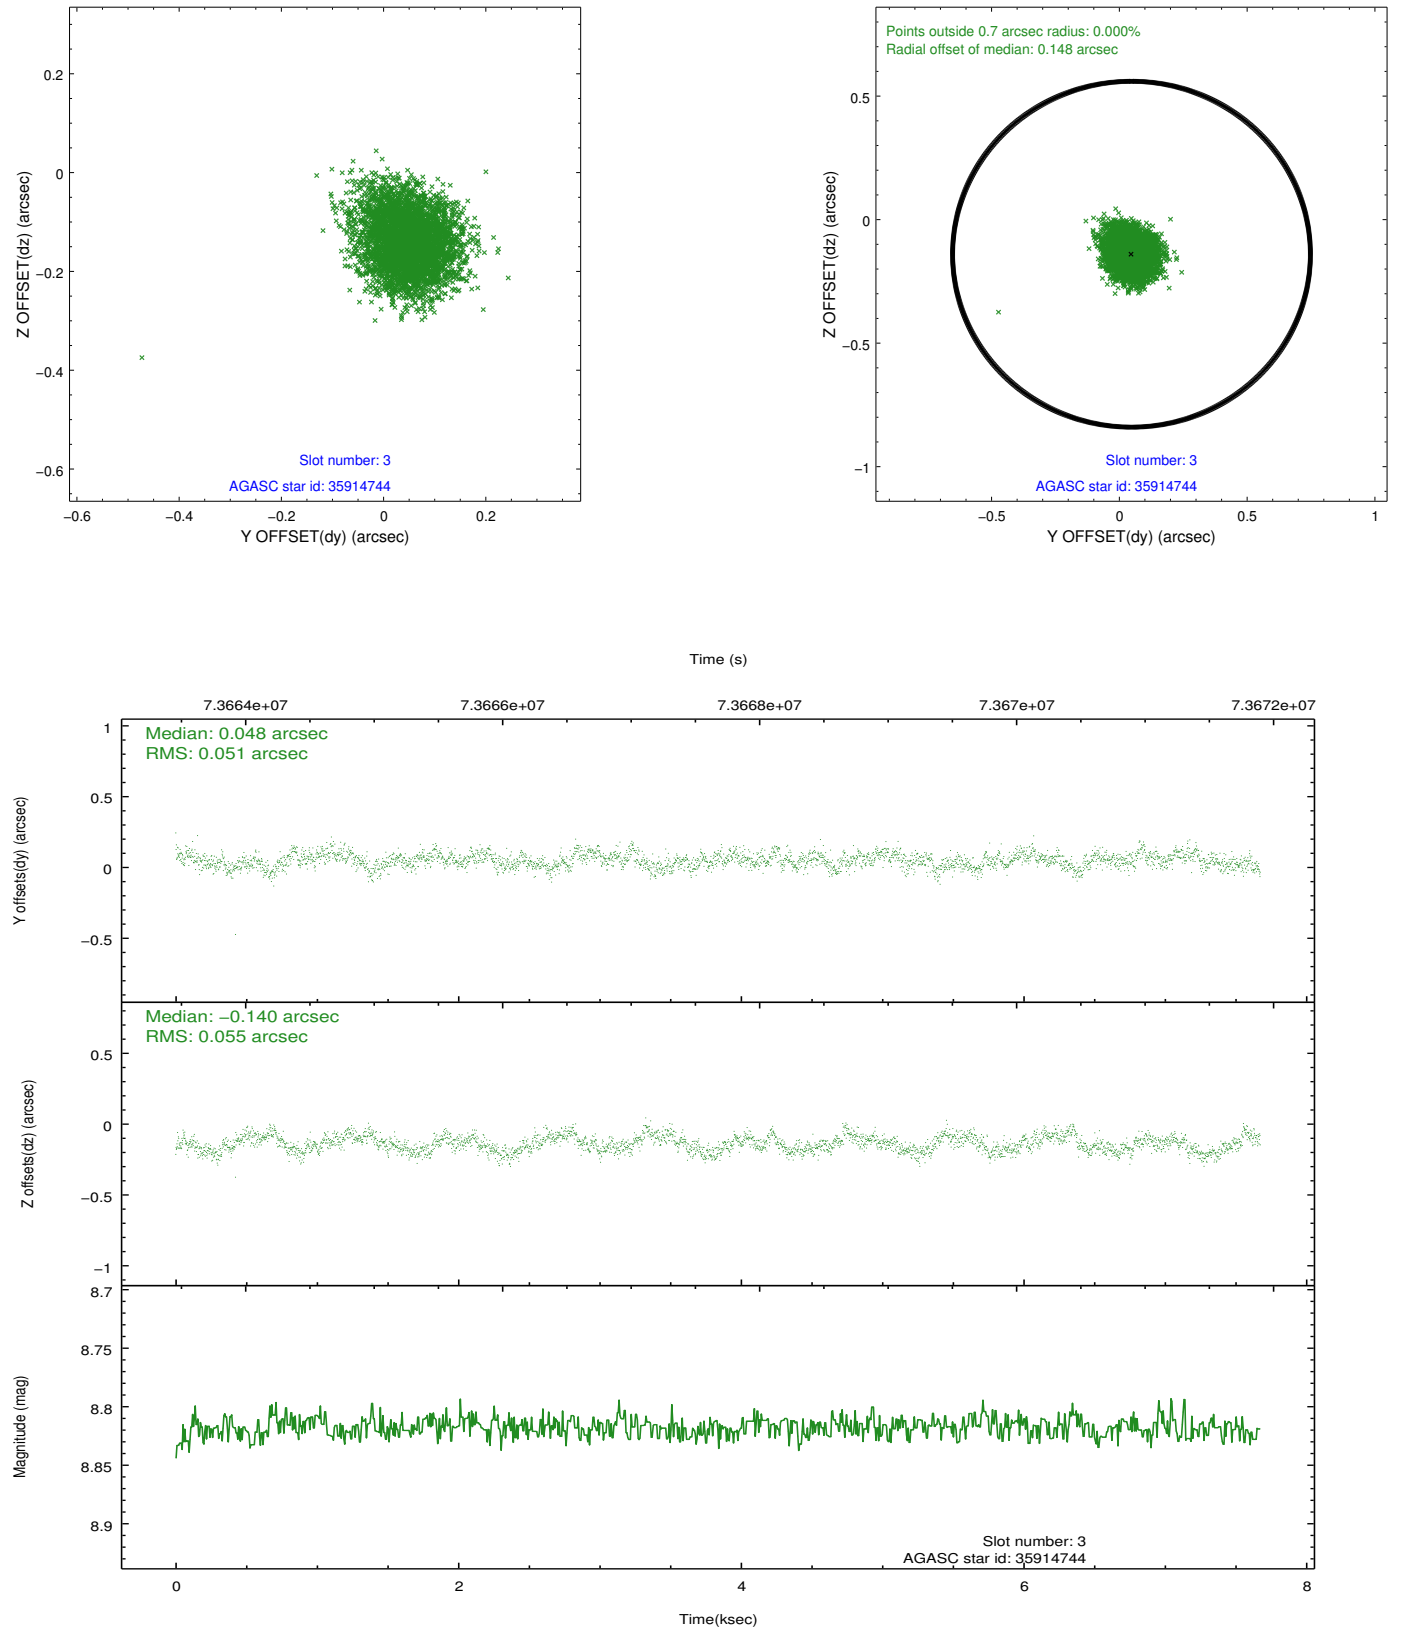 0.2
0
−0.2
−0.4
−0.6
Z OFFSET(dz) (arcsec)
−0.6 −0.4 −0.2 0 0.2
Y OFFSET(dy) (arcsec)
Slot number: 3
AGASC star id: 35914744
Points outside 0.7 arcsec radius: 0.000%
Radial offset of median: 0.148 arcsec
0.5
0
−0.5
−1
Z OFFSET(dz) (arcsec)
−0.5 0 0.5 1
Y OFFSET(dy) (arcsec)
Slot number: 3
AGASC star id: 35914744
Time (s)
7.3664e+07 7.3666e+07 7.3668e+07 7.367e+07 7.3672e+07
Median: 0.048 arcsec
RMS: 0.051 arcsec
1
0.5
0
−0.5
Y offsets(dy) (arcsec)
Median: −0.140 arcsec
RMS: 0.055 arcsec
0.5
0
−0.5
−1
Z offsets(dz) (arcsec)
8.7
8.75
8.8
8.85
8.9
Magnitude (mag)
Slot number: 3
AGASC star id: 35914744
0 2 4 6 8
Time(ksec)